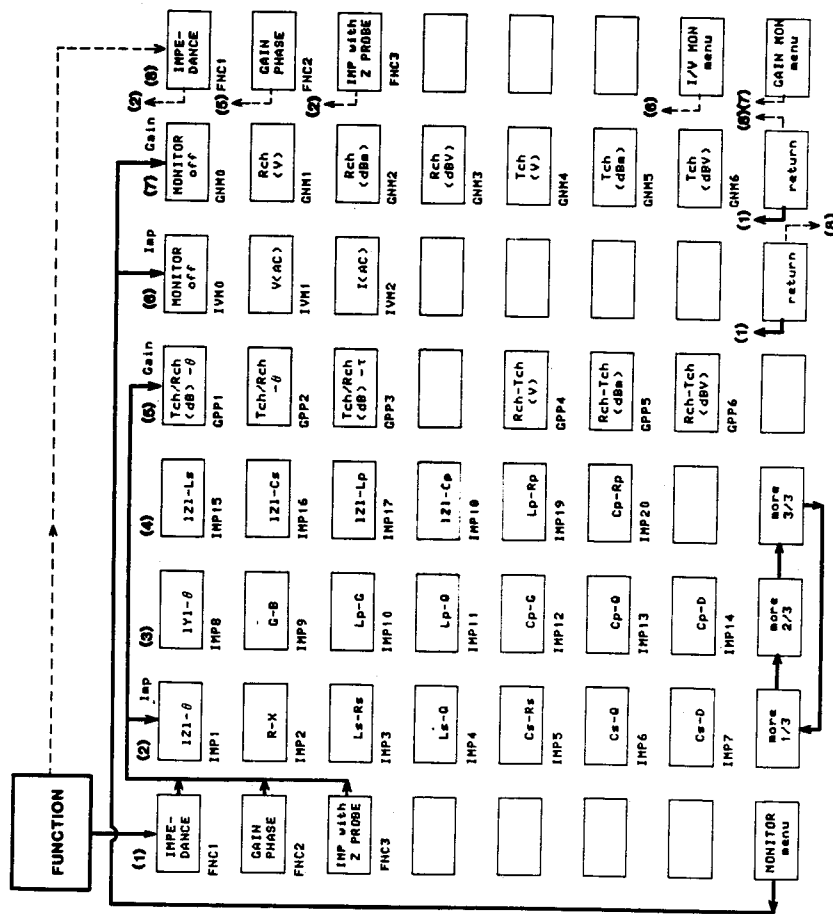 FUNCTION
(1)
IMPE-
DANCE
FNC1
GAIN
PHASE
FNC2
IMP with
Z PROBE
FNC3
MONITOR
menu
(2)
Imp
|Z|-θ
IMP1
R-X
IMP2
Ls-Rs
IMP3
Ls-Q
IMP4
Cs-Rs
IMP5
Cs-Q
IMP6
Cs-D
IMP7
more
1/3
(3)
|Y|-θ
IMP8
G-B
IMP9
Lp-G
IMP10
Lp-Q
IMP11
Cp-G
IMP12
Cp-Q
IMP13
Cp-D
IMP14
more
2/3
(4)
|Z|-Ls
IMP15
|Z|-Cs
IMP16
|Z|-Lp
IMP17
|Z|-Cp
IMP18
Lp-Rp
IMP19
Cp-Rp
IMP20
more
3/3
(5)
Gain
Tch/Rch
(dB)-θ
GPP1
Tch/Rch
-θ
GPP2
Tch/Rch
(dB)-τ
GPP3
Rch-Tch
(V)
GPP4
Rch-Tch
(dBm)
GPP5
Rch-Tch
(dBV)
GPP6
(6)
Imp
MONITOR
off
IVM0
V(AC)
IVM1
I(AC)
IVM2
(1)
return
(8)
(7)
Gain
MONITOR
off
GNM0
Rch
(V)
GNM1
Rch
(dBm)
GNM2
Rch
(dBV)
GNM3
Tch
(V)
GNM4
Tch
(dBm)
GNM5
Tch
(dBV)
GNM6
(1)
return
(8)
(8)
(2)
IMPE-
DANCE
FNC1
(5)
GAIN
PHASE
FNC2
(2)
IMP with
Z PROBE
FNC3
(6)
I/V MON
menu
(7)
GAIN MON
menu